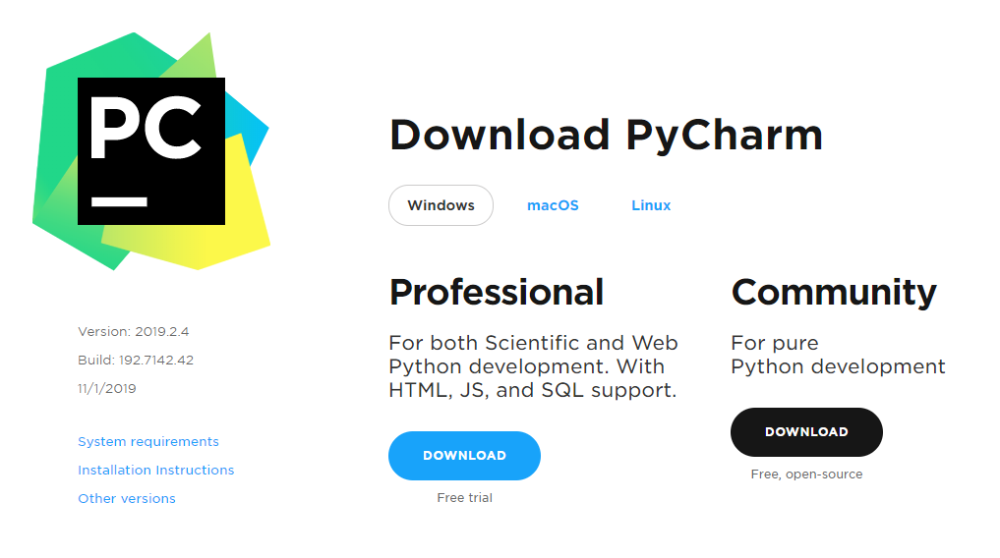 PC
Download PyCharm
Windows
macOS
Linux
Professional
For both Scientific and Web
Python development. With
HTML, JS, and SQL support.
DOWNLOAD
Free trial
Community
For pure
Python development
DOWNLOAD
Free, open-source
Version: 2019.2.4
Build: 192.7142.42
11/1/2019
System requirements
Installation Instructions
Other versions